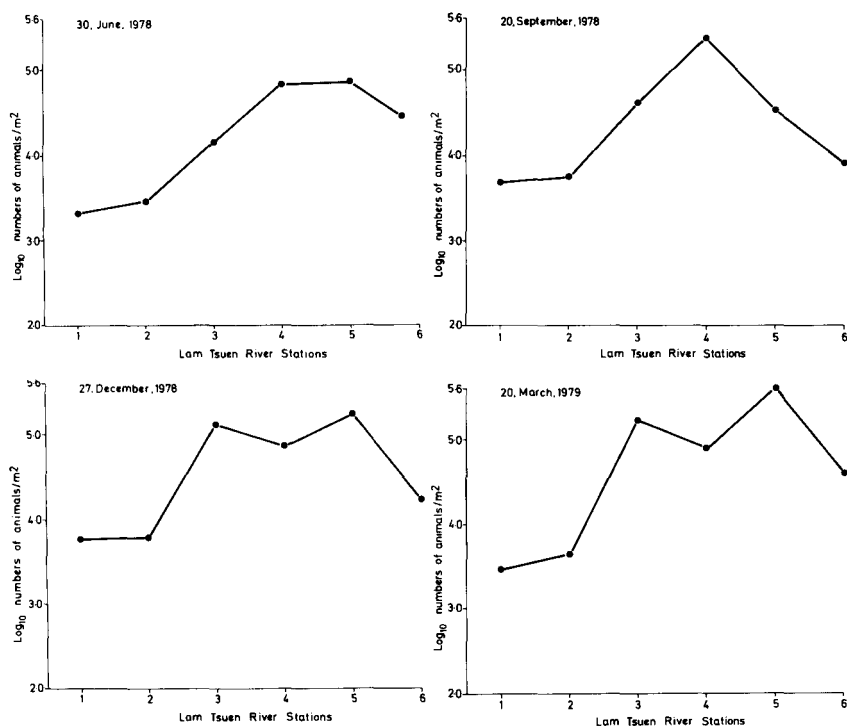 30, June, 1978
5·6
5·0
4·0
3·0
2·0
Log₁₀ numbers of animals/m²
1 2 3 4 5 6
Lam Tsuen River Stations
20, September, 1978
5·6
5·0
4·0
3·0
2·0
Log₁₀ numbers of animals/m²
1 2 3 4 5 6
Lam Tsuen River Stations
27, December, 1978
5·6
5·0
4·0
3·0
2·0
Log₁₀ numbers of animals/m²
1 2 3 4 5 6
Lam Tsuen River Stations
20, March, 1979
5·6
5·0
4·0
3·0
2·0
Log₁₀ numbers of animals/m²
1 2 3 4 5 6
Lam Tsuen River Stations